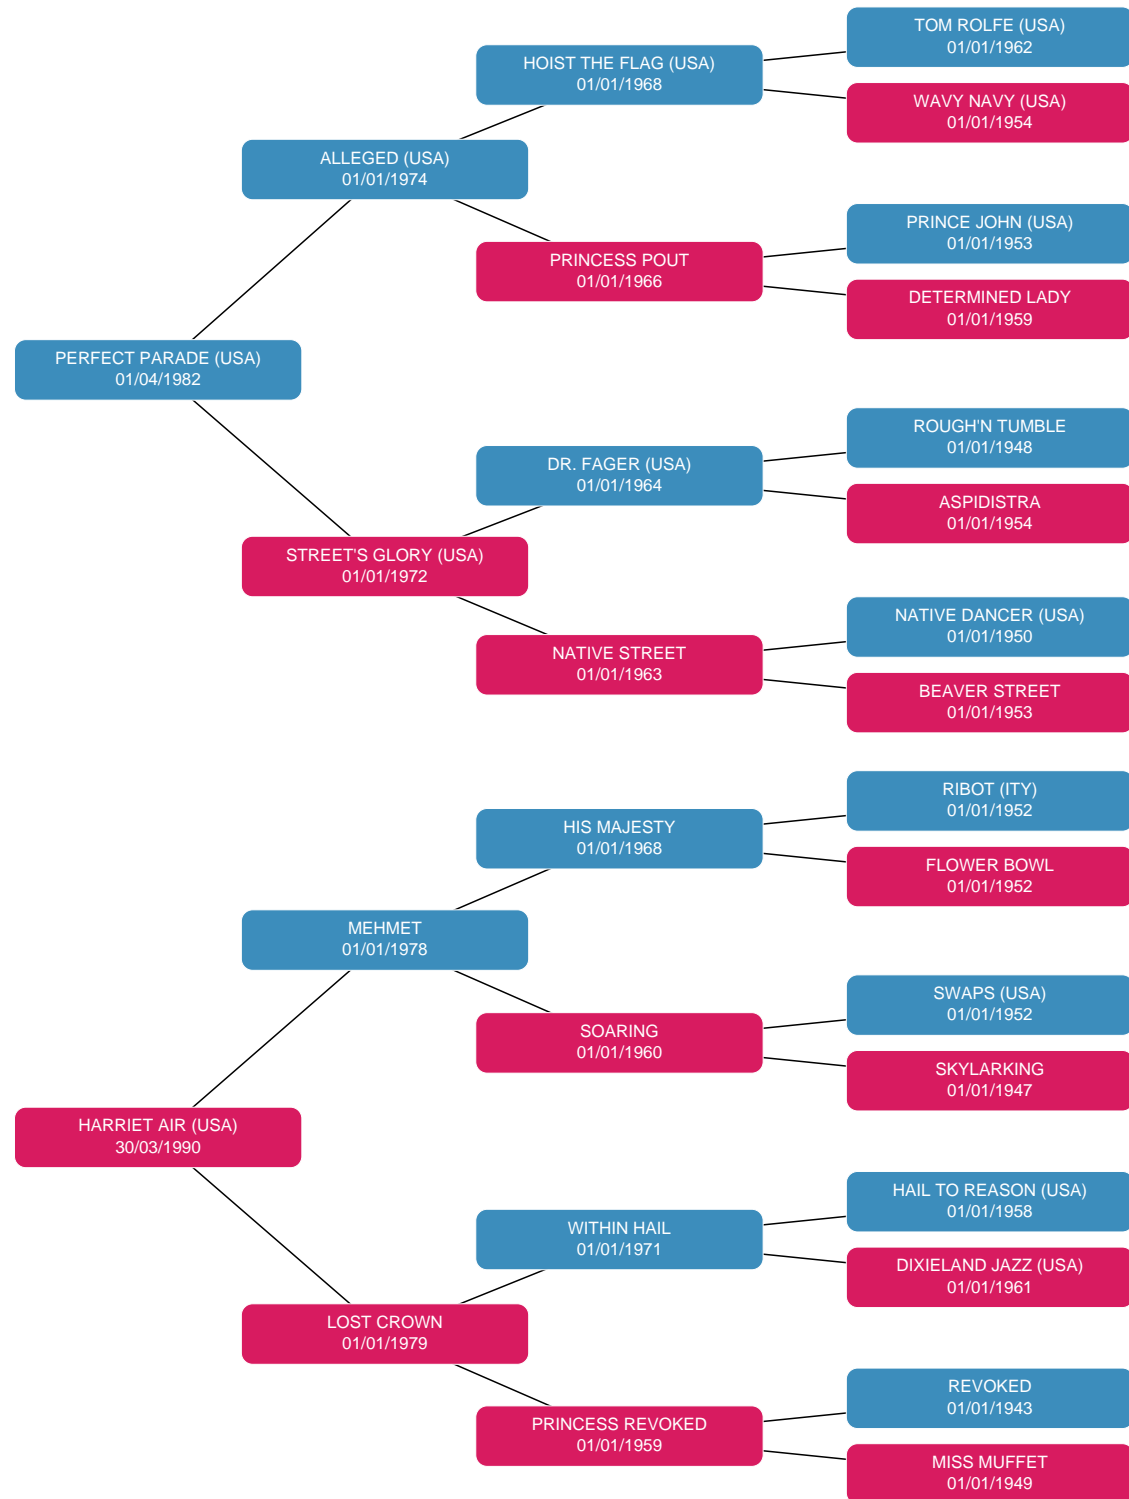 TOM ROLFE (USA)
01/01/1962
HOIST THE FLAG (USA)
01/01/1968
WAVY NAVY (USA)
01/01/1954
ALLEGED (USA)
01/01/1974
PRINCE JOHN (USA)
01/01/1953
PRINCESS POUT
01/01/1966
DETERMINED LADY
01/01/1959
PERFECT PARADE (USA)
01/04/1982
ROUGH'N TUMBLE
01/01/1948
DR. FAGER (USA)
01/01/1964
ASPIDISTRA
01/01/1954
STREET'S GLORY (USA)
01/01/1972
NATIVE DANCER (USA)
01/01/1950
NATIVE STREET
01/01/1963
BEAVER STREET
01/01/1953
RIBOT (ITY)
01/01/1952
HIS MAJESTY
01/01/1968
FLOWER BOWL
01/01/1952
MEHMET
01/01/1978
SWAPS (USA)
01/01/1952
SOARING
01/01/1960
SKYLARKING
01/01/1947
HARRIET AIR (USA)
30/03/1990
HAIL TO REASON (USA)
01/01/1958
WITHIN HAIL
01/01/1971
DIXIELAND JAZZ (USA)
01/01/1961
LOST CROWN
01/01/1979
REVOKED
01/01/1943
PRINCESS REVOKED
01/01/1959
MISS MUFFET
01/01/1949